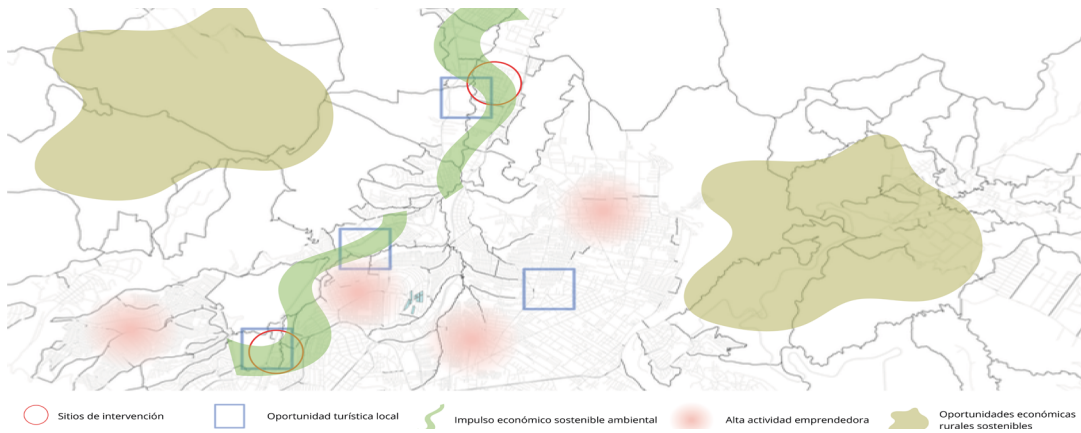 Sitios de intervención
Oportunidad turística local
Impulso económico sostenible ambiental
Alta actividad emprendedora
Oportunidades económicas
rurales sostenibles